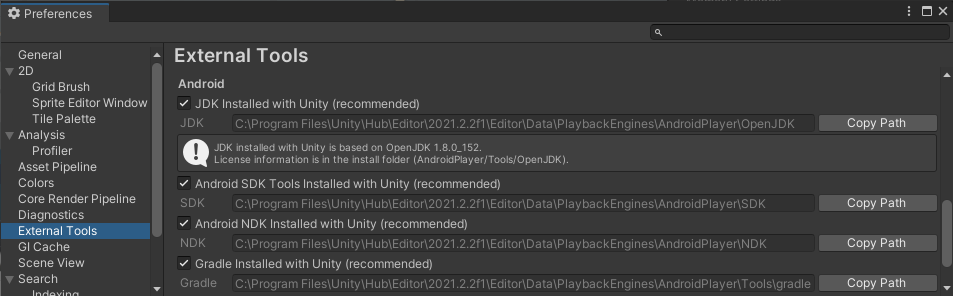 Preferences
General
2D
Grid Brush
Sprite Editor Window
Tile Palette
Analysis
Profiler
Asset Pipeline
Colors
Core Render Pipeline
Diagnostics
External Tools
GI Cache
Scene View
Search
Indexing
External Tools
Android
JDK Installed with Unity (recommended)
JDK C:\Program Files\Unity\Hub\Editor\2021.2.2f1\Editor\Data\PlaybackEngines\AndroidPlayer\OpenJDK Copy Path
JDK installed with Unity is based on OpenJDK 1.8.0_152.
License information is in the install folder (AndroidPlayer/Tools/OpenJDK).
Android SDK Tools Installed with Unity (recommended)
SDK C:\Program Files\Unity\Hub\Editor\2021.2.2f1\Editor\Data\PlaybackEngines\AndroidPlayer\SDK Copy Path
Android NDK Installed with Unity (recommended)
NDK C:\Program Files\Unity\Hub\Editor\2021.2.2f1\Editor\Data\PlaybackEngines\AndroidPlayer\NDK Copy Path
Gradle Installed with Unity (recommended)
Gradle C:\Program Files\Unity\Hub\Editor\2021.2.2f1\Editor\Data\PlaybackEngines\AndroidPlayer\Tools\gradle Copy Path